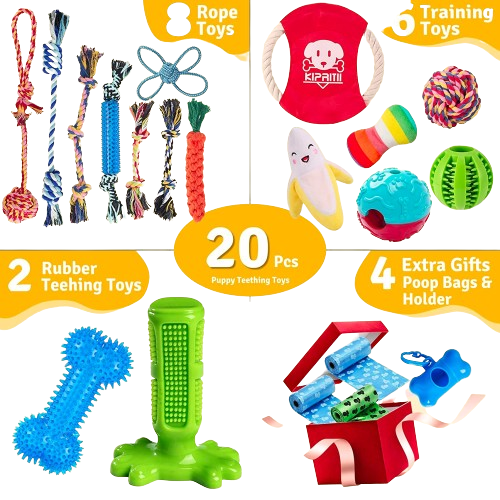 8 Rope
Toys
6 Training
Toys
KIPRITII
20 Pcs
Puppy Teething Toys
2 Rubber
Teehing Toys
4 Extra Gifts
Poop Bags &
Holder